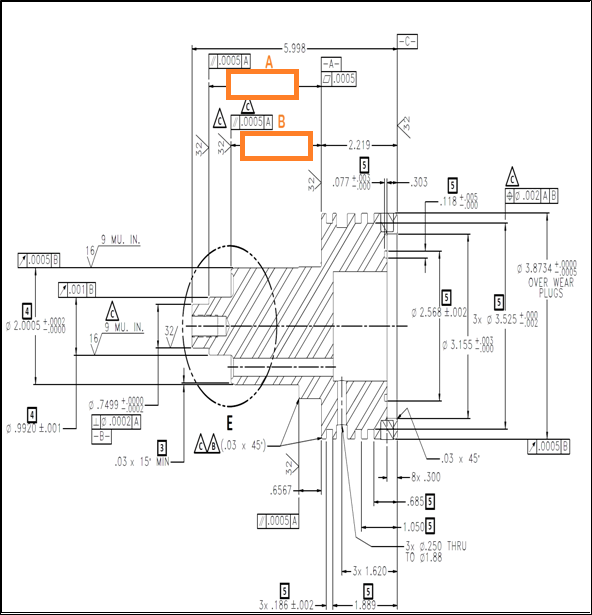 5.998
-C-
// .0005 A
A
-A-
⏥ .0005
C
C
// .0005 A
B
32
32
32
32
2.219
5
.077 +.003 -.000
.303
5
.118 +.005 -.000
C
⌖ Ø .002 A B
9 MU. IN.
16
↗ .0005 B
↗ .001 B
4
Ø 2.0005 +.0002 -.0000
C
9 MU. IN.
16
32
Ø 3.8734 +.0000 -.0005
OVER WEAR
PLUGS
5
Ø 2.568 ±.002
5
3x Ø 3.525 +.000 -.002
Ø 3.155 +.003 -.000
Ø .7499 +.0000 -.0002
⊥ Ø .0002 A
-B-
4
Ø .9920 ±.001
E
3
.03 x 15° MIN
C B (.03 x 45°)
32
.03 x 45°
↗ .0005 B
8x .300
.6567
.685 5
// .0005 A
1.050 5
3x Ø.250 THRU
TO Ø1.88
3x 1.620
5
3x .186 ±.002
5
1.889